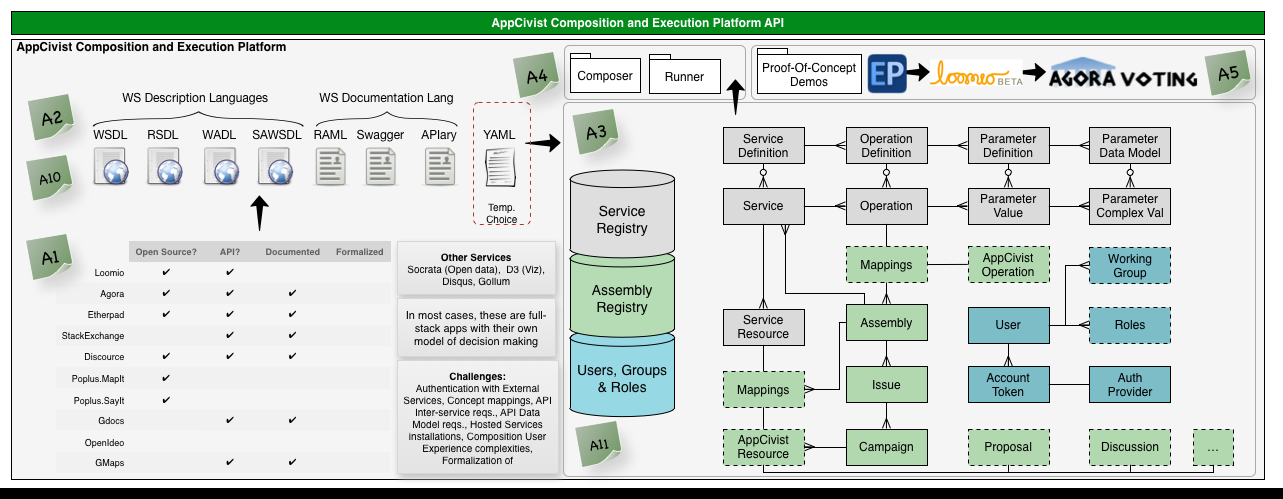 AppCivist Composition and Execution Platform API
AppCivist Composition and Execution Platform
A4
Composer
Runner
Proof-Of-Concept
Demos
EP
loomio
BETA
AGORA VOTING
A5
A2
WS Description Languages
WS Documentation Lang
WSDL RSDL WADL SAWSDL RAML Swagger APIary
YAML
Temp.
Choice
A10
A3
Service
Registry
Assembly
Registry
Users, Groups
& Roles
A11
A1
Open Source? API? Documented Formalized
Loomio ✔ ✔
Agora ✔ ✔ ✔
Etherpad ✔ ✔ ✔
StackExchange ✔ ✔
Discource ✔ ✔ ✔
Poplus.MapIt ✔
Poplus.SayIt ✔
Gdocs ✔ ✔
OpenIdeo
GMaps ✔ ✔
Other Services
Socrata (Open data), D3 (Viz),
Disqus, Gollum
In most cases, these are full-
stack apps with their own
model of decision making
Challenges:
Authentication with External
Services, Concept mappings, API
Inter-service reqs., API Data
Model reqs., Hosted Services
installations, Composition User
Experience complexities,
Formalization of
Service
Definition
Operation
Definition
Parameter
Definition
Parameter
Data Model
Service
Operation
Parameter
Value
Parameter
Complex Val
Mappings
AppCivist
Operation
Working
Group
Service
Resource
Assembly
User
Roles
Mappings
Issue
Account
Token
Auth
Provider
AppCivist
Resource
Campaign
Proposal
Discussion
...